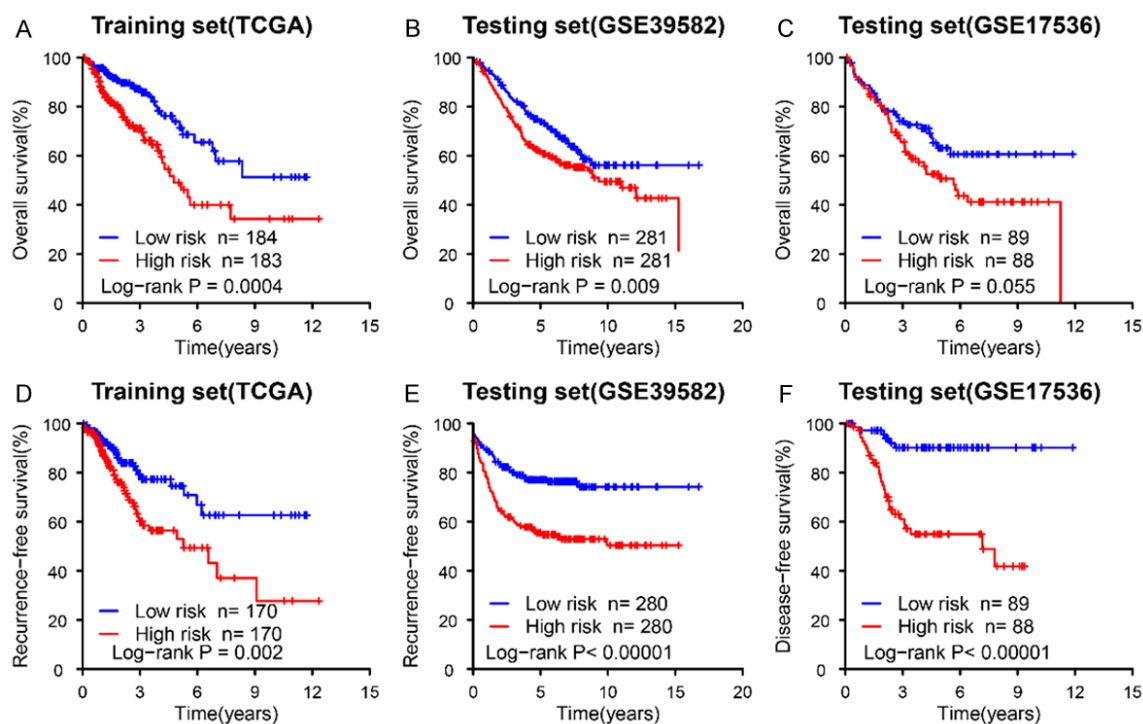 A
Training set(TCGA)
Overall survival(%)
100
80
60
40
20
0
Low risk n= 184
High risk n= 183
Log-rank P = 0.0004
0 3 6 9 12 15
Time(years)
B
Testing set(GSE39582)
Overall survival(%)
100
80
60
40
20
0
Low risk n= 281
High risk n= 281
Log-rank P = 0.009
0 5 10 15 20
Time(years)
C
Testing set(GSE17536)
Overall survival(%)
100
80
60
40
20
0
Low risk n= 89
High risk n= 88
Log-rank P = 0.055
0 3 6 9 12 15
Time(years)
D
Training set(TCGA)
Recurrence-free survival(%)
100
80
60
40
20
0
Low risk n= 170
High risk n= 170
Log-rank P = 0.002
0 3 6 9 12 15
Time(years)
E
Testing set(GSE39582)
Recurrence-free survival(%)
100
80
60
40
20
0
Low risk n= 280
High risk n= 280
Log-rank P< 0.00001
0 5 10 15 20
Time(years)
F
Testing set(GSE17536)
Disease-free survival(%)
100
80
60
40
20
0
Low risk n= 89
High risk n= 88
Log-rank P< 0.00001
0 3 6 9 12 15
Time(years)